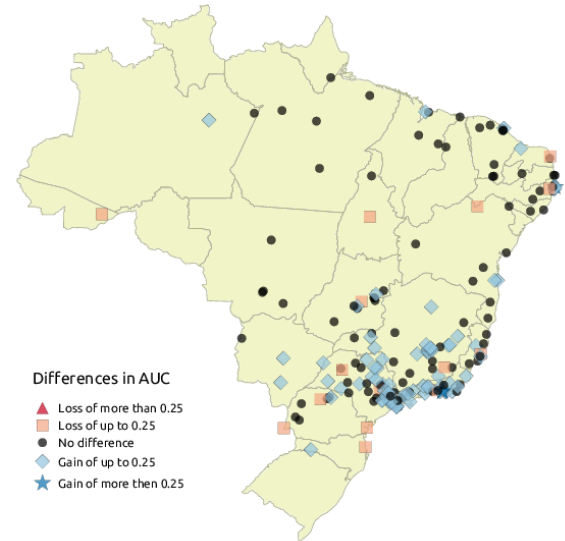 Differences in AUC
Loss of more than 0.25
Loss of up to 0.25
No difference
Gain of up to 0.25
Gain of more then 0.25